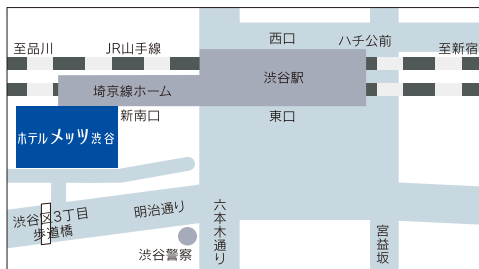 西口
ハチ公前
至品川
JR山手線
至新宿
渋谷駅
埼京線ホーム
新南口
東口
ホテルメッツ渋谷
渋谷区3丁目
歩道橋
明治通り
六本木通り
宮益坂
渋谷警察